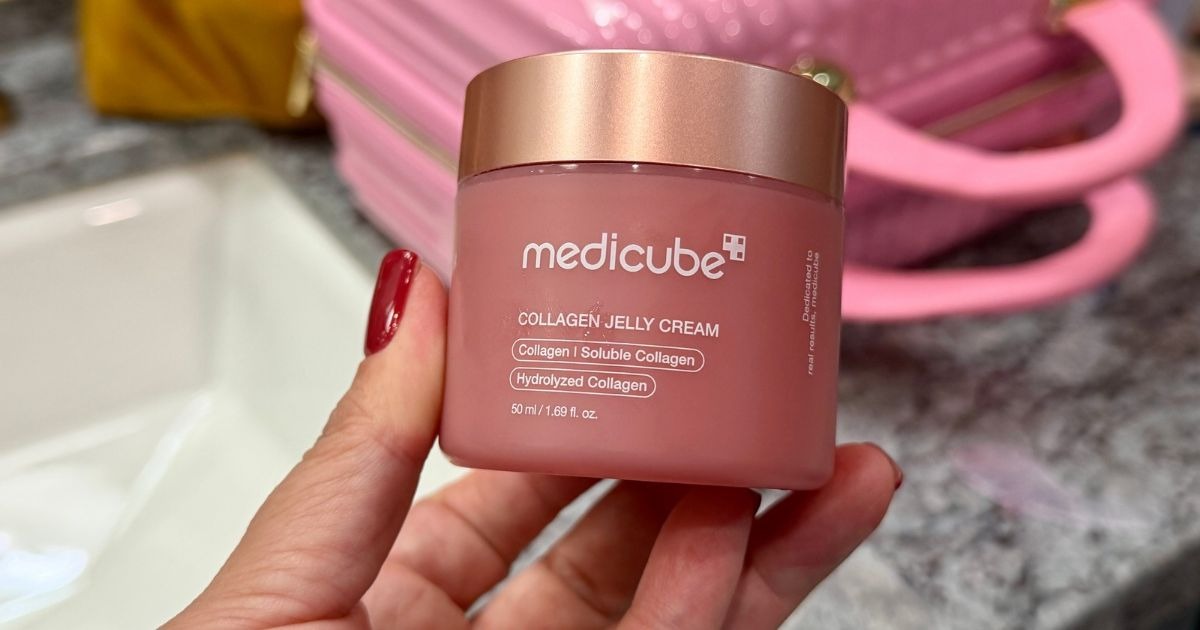 medicube
COLLAGEN JELLY CREAM
Collagen | Soluble Collagen
Hydrolyzed Collagen
50 ml / 1.69 fl. oz.
Dedicated to
real results, medicube